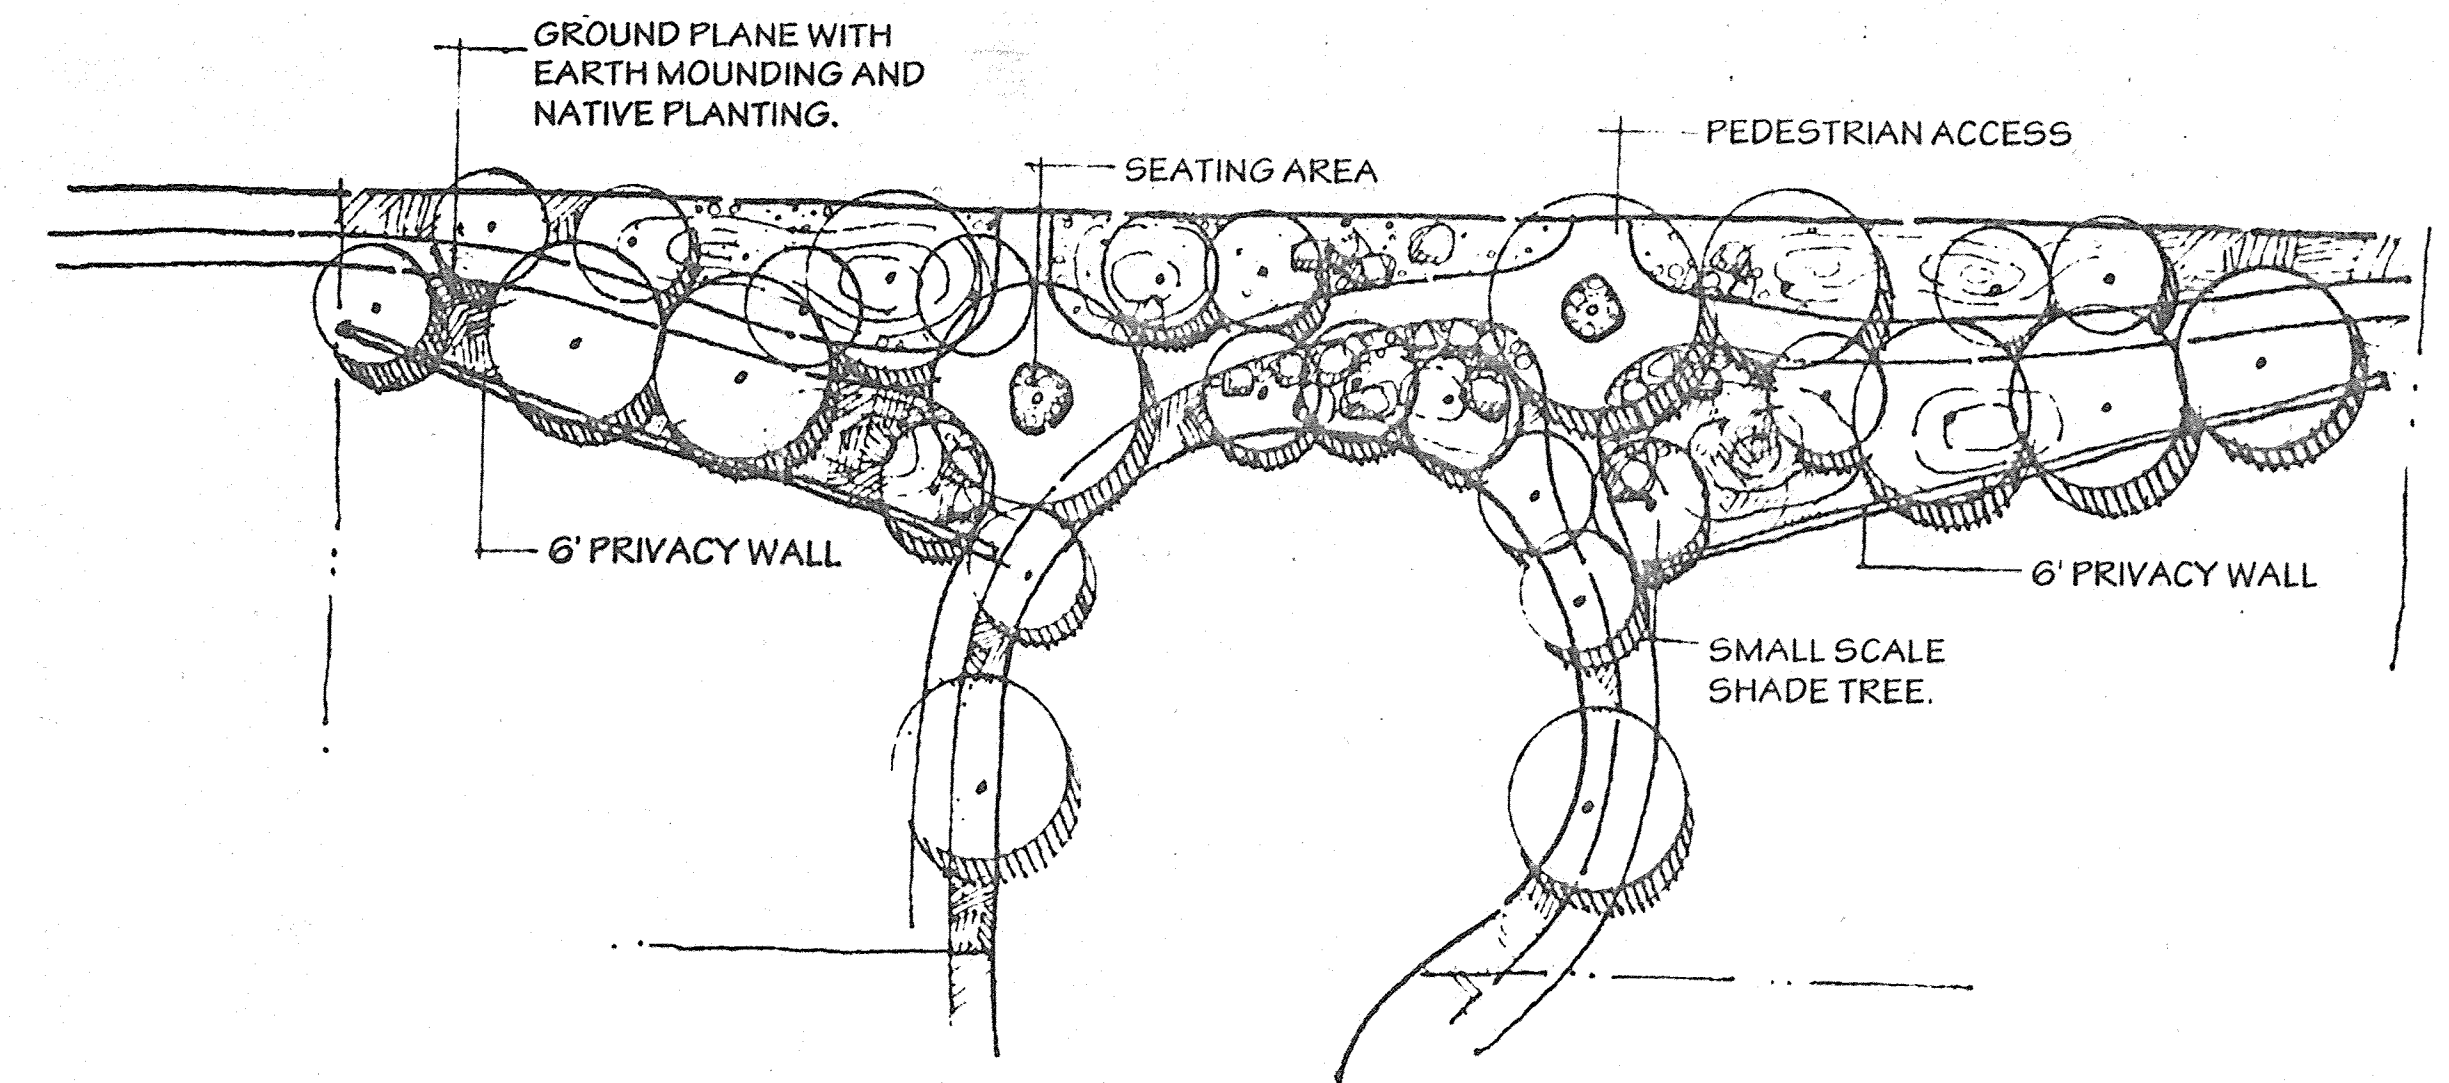 GROUND PLANE WITH
EARTH MOUNDING AND
NATIVE PLANTING.
PEDESTRIAN ACCESS
SEATING AREA
6' PRIVACY WALL
6' PRIVACY WALL
SMALL SCALE
SHADE TREE.